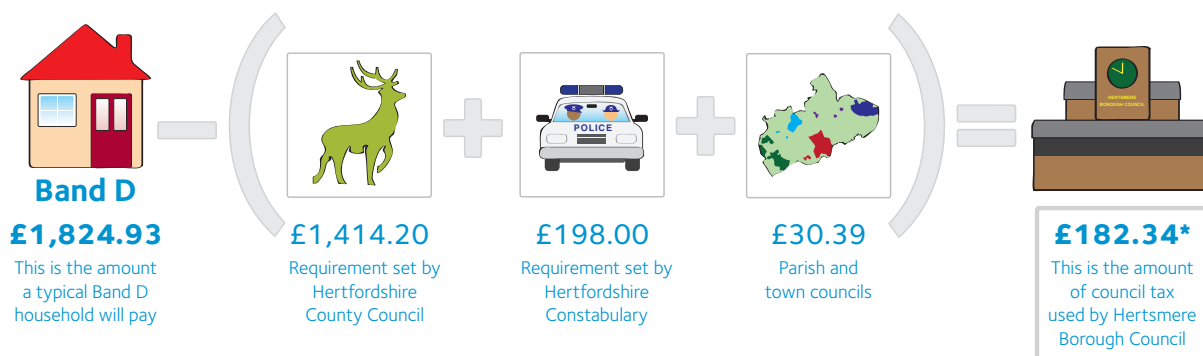 HERTSMERE
BOROUGH COUNCIL
POLICE
Band D
£1,824.93
This is the amount
a typical Band D
household will pay
£1,414.20
Requirement set by
Hertfordshire
County Council
£198.00
Requirement set by
Hertfordshire
Constabulary
£30.39
Parish and
town councils
£182.34*
This is the amount
of council tax
used by Hertsmere
Borough Council